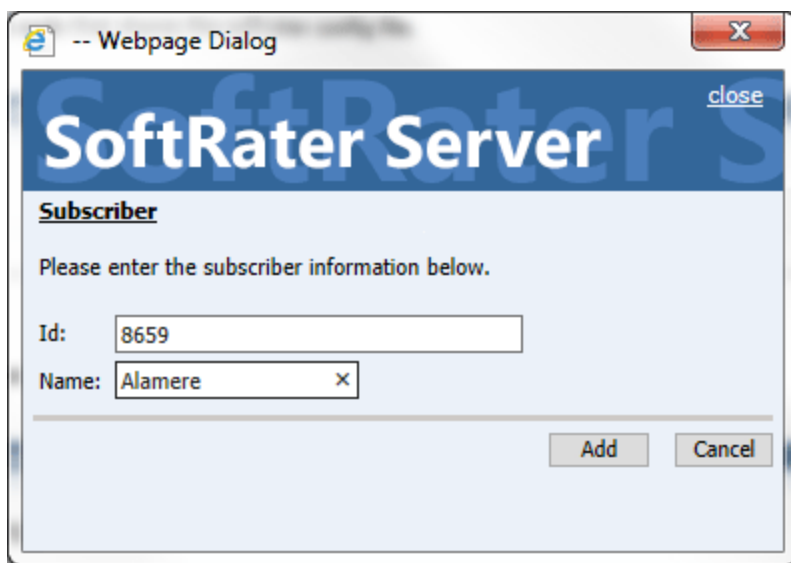 -- Webpage Dialog
close
SoftRater Server
Subscriber
Please enter the subscriber information below.
Id: 8659
Name: Alamere
Add Cancel